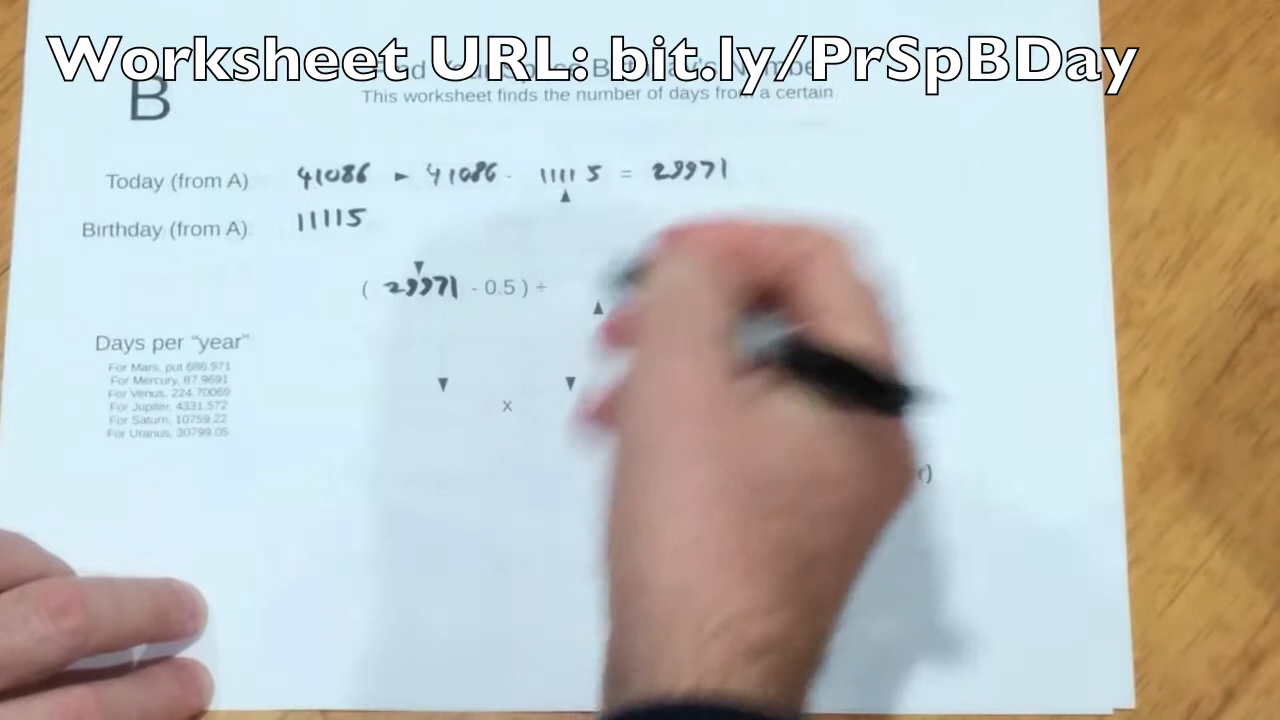 Worksheet URL: bit.ly/PrSpBDay
B
This worksheet finds the number of days from a certain
Today (from A) 41086 ► 41086 - 11115 = 29971
▲
Birthday (from A) 11115
▼
( 29971 - 0.5 ) ÷
▲
Days per "year"
For Mars, put 686.971
For Mercury, 87.9691
For Venus, 224.70069
For Jupiter, 4331.572
For Saturn, 10759.22
For Uranus, 30799.05
▼ ▼
x